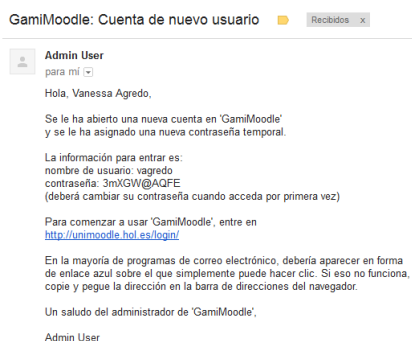 GamiMoodle: Cuenta de nuevo usuario Recibidos x
Admin User
para mí
Hola, Vanessa Agredo,
Se le ha abierto una nueva cuenta en 'GamiMoodle'
y se le ha asignado una nueva contraseña temporal.
La información para entrar es:
nombre de usuario: vagredo
contraseña: 3mXGW@AQFE
(deberá cambiar su contraseña cuando acceda por primera vez)
Para comenzar a usar 'GamiMoodle', entre en
http://unimoodle.hol.es/login/
En la mayoría de programas de correo electrónico, debería aparecer en forma
de enlace azul sobre el que simplemente puede hacer clic. Si eso no funciona,
copie y pegue la dirección en la barra de direcciones del navegador.
Un saludo del administrador de 'GamiMoodle',
Admin User